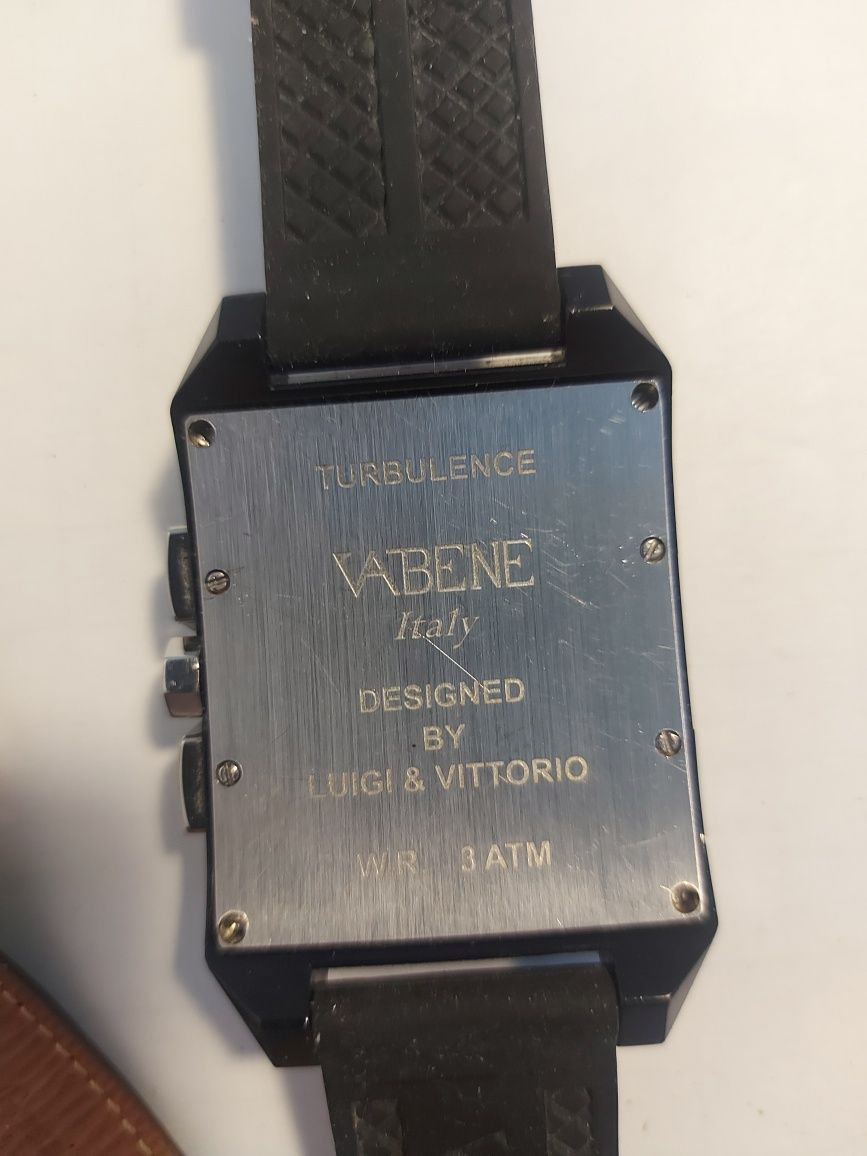 TURBULENCE
VABENE
Italy
DESIGNED
BY
LUIGI & VITTORIO
W.R. 3 ATM